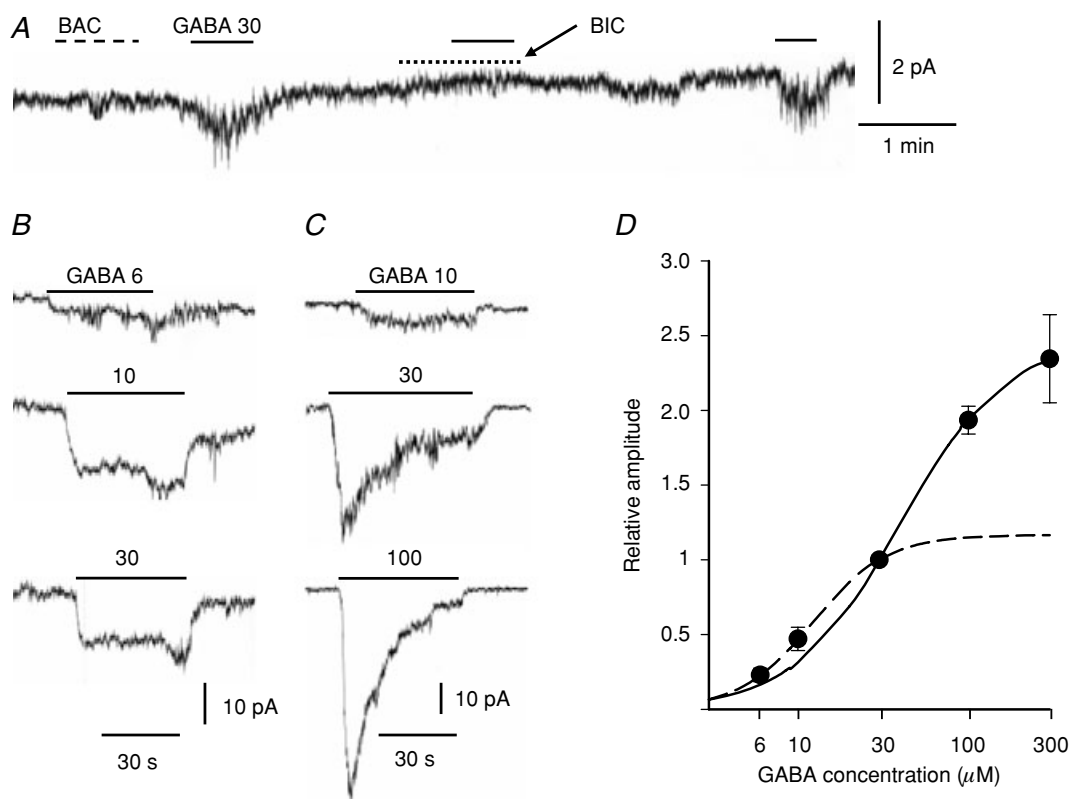 A
BAC
GABA 30
BIC
2 pA
1 min
B
GABA 6
10
30
10 pA
30 s
C
GABA 10
30
100
10 pA
30 s
D
3.0
2.5
2.0
1.5
1
0.5
Relative amplitude
6 10 30 100 300
GABA concentration (μM)